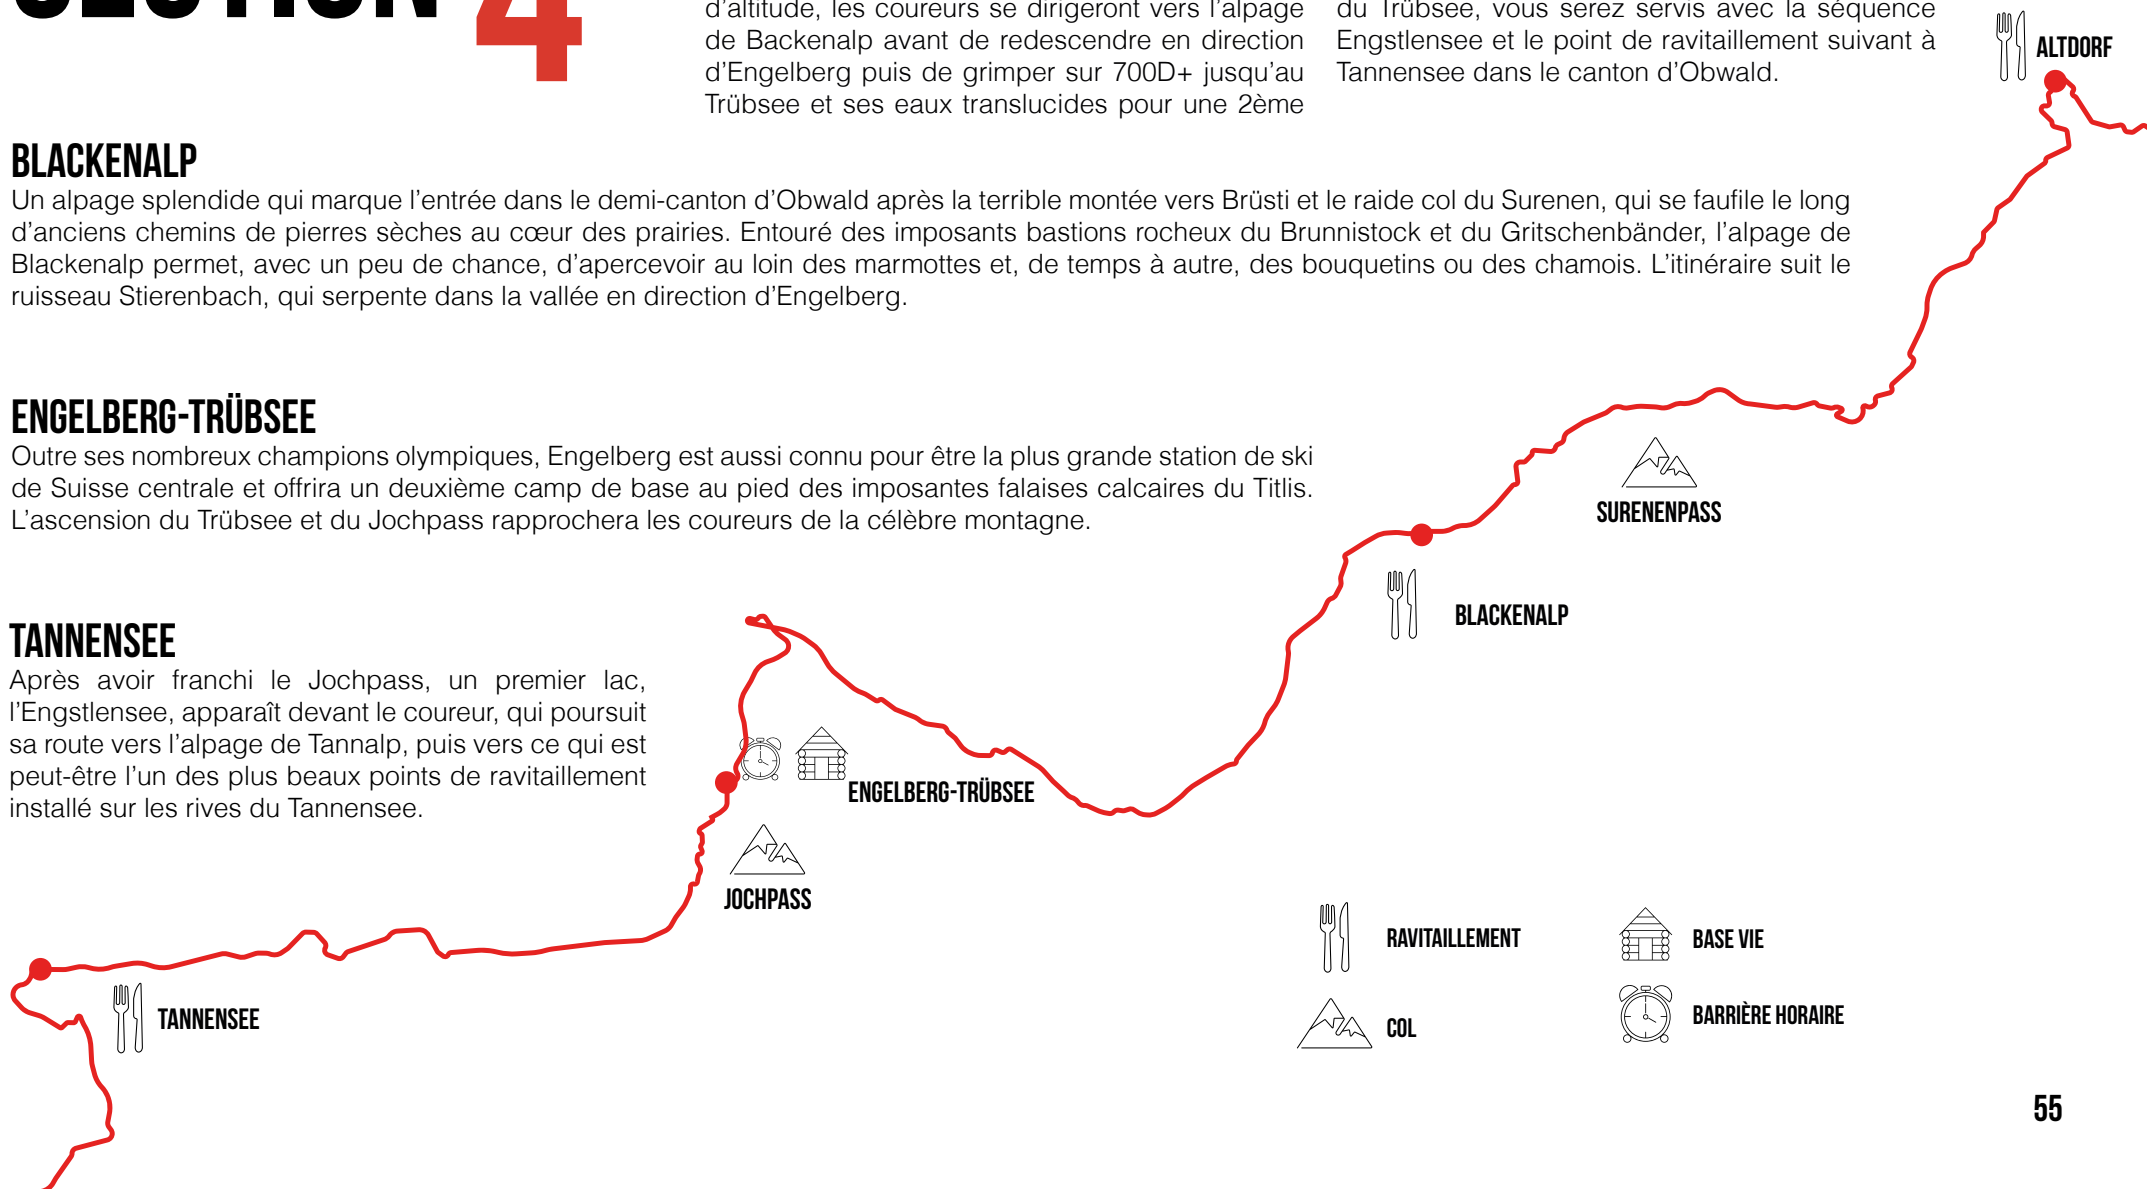 SECTION 4
d'altitude, les coureurs se dirigeront vers l'alpage
de Backenalp avant de redescendre en direction
d'Engelberg puis de grimper sur 700D+ jusqu'au
Trübsee et ses eaux translucides pour une 2ème
du Trübsee, vous serez servis avec la séquence
Engstlensee et le point de ravitaillement suivant à
Tannensee dans le canton d'Obwald.
ALTDORF
BLACKENALP
Un alpage splendide qui marque l'entrée dans le demi-canton d'Obwald après la terrible montée vers Brüsti et le raide col du Surenen, qui se faufile le long
d'anciens chemins de pierres sèches au cœur des prairies. Entouré des imposants bastions rocheux du Brunnistock et du Gritschenbänder, l'alpage de
Blackenalp permet, avec un peu de chance, d'apercevoir au loin des marmottes et, de temps à autre, des bouquetins ou des chamois. L'itinéraire suit le
ruisseau Stierenbach, qui serpente dans la vallée en direction d'Engelberg.
ENGELBERG-TRÜBSEE
Outre ses nombreux champions olympiques, Engelberg est aussi connu pour être la plus grande station de ski
de Suisse centrale et offrira un deuxième camp de base au pied des imposantes falaises calcaires du Titlis.
L'ascension du Trübsee et du Jochpass rapprochera les coureurs de la célèbre montagne.
SURENENPASS
BLACKENALP
TANNENSEE
Après avoir franchi le Jochpass, un premier lac,
l'Engstlensee, apparaît devant le coureur, qui poursuit
sa route vers l'alpage de Tannalp, puis vers ce qui est
peut-être l'un des plus beaux points de ravitaillement
installé sur les rives du Tannensee.
ENGELBERG-TRÜBSEE
JOCHPASS
TANNENSEE
RAVITAILLEMENT
BASE VIE
COL
BARRIÈRE HORAIRE
55